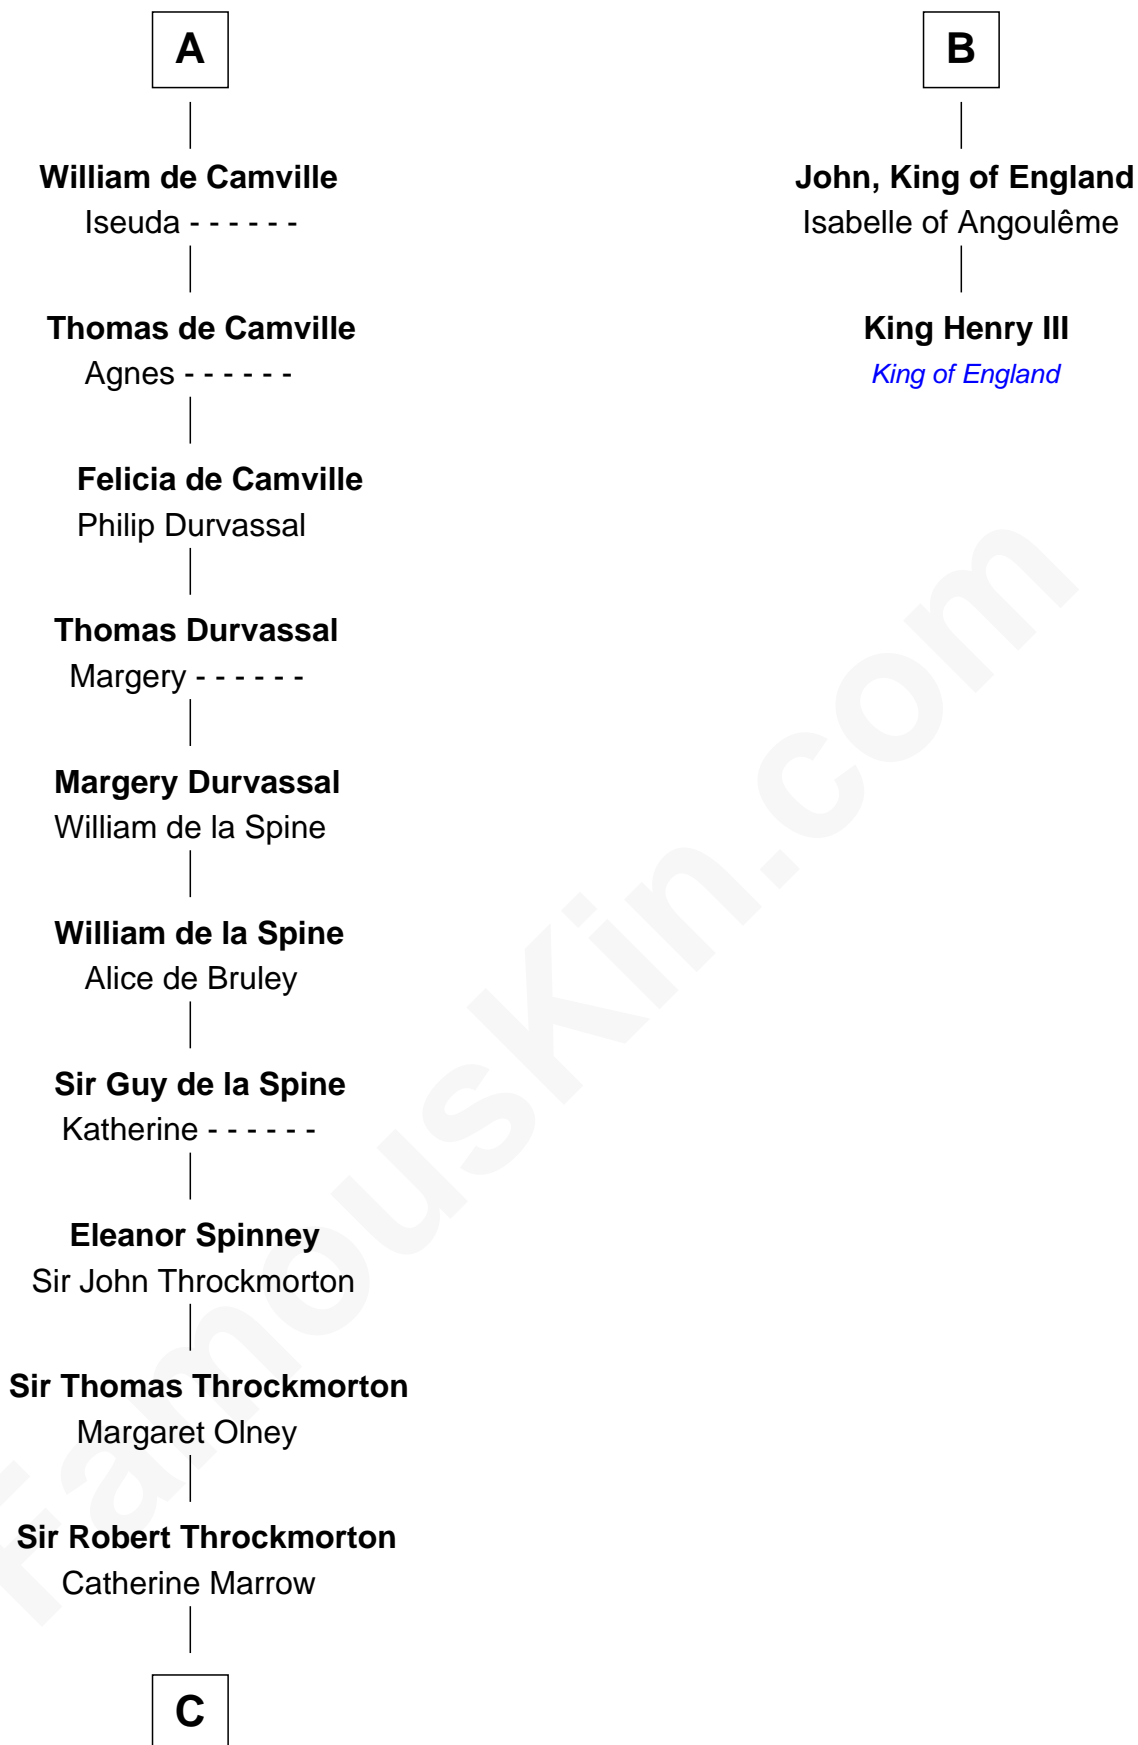 A
William de Camville
Iseuda - - - - - -
Thomas de Camville
Agnes - - - - - -
Felicia de Camville
Philip Durvassal
Thomas Durvassal
Margery - - - - - -
Margery Durvassal
William de la Spine
William de la Spine
Alice de Bruley
Sir Guy de la Spine
Katherine - - - - - -
Eleanor Spinney
Sir John Throckmorton
Sir Thomas Throckmorton
Margaret Olney
Sir Robert Throckmorton
Catherine Marrow
C
B
John, King of England
Isabelle of Angoulême
King Henry III
King of England
FamousKin.com